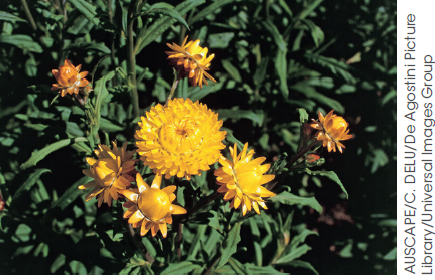 AUSCAPE/C. DELU/De Agostini Picture
Library/Universal Images Group